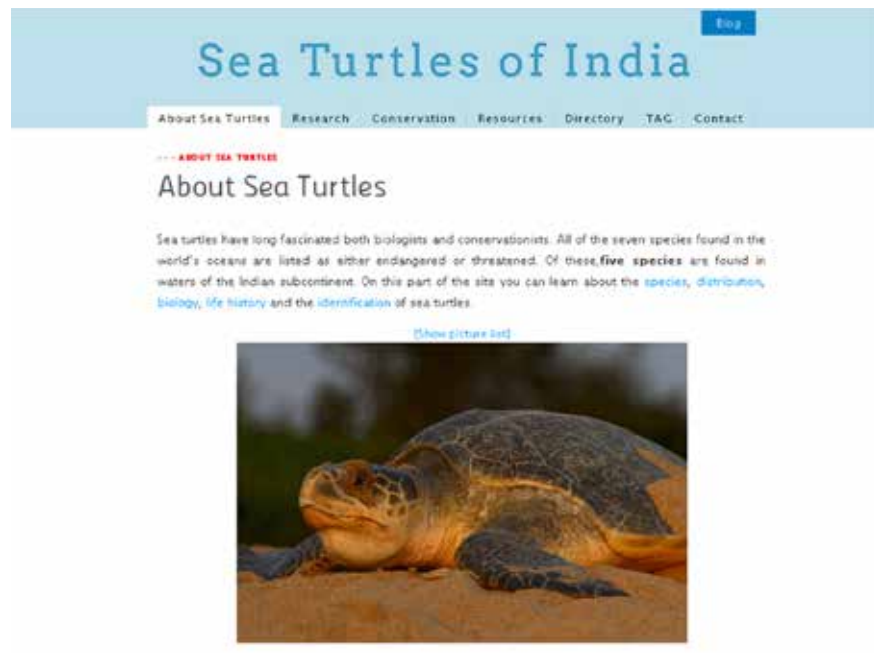 Blog
Sea Turtles of India
About Sea Turtles Research Conservation Resources Directory TAG Contact
--- ABOUT SEA TURTLES
About Sea Turtles
Sea turtles have long fascinated both biologists and conservationists. All of the seven species found in the
world's oceans are listed as either endangered or threatened. Of these,five species are found in
waters of the Indian subcontinent. On this part of the site you can learn about the species, distribution,
biology, life history and the identification of sea turtles.
[Show picture list]